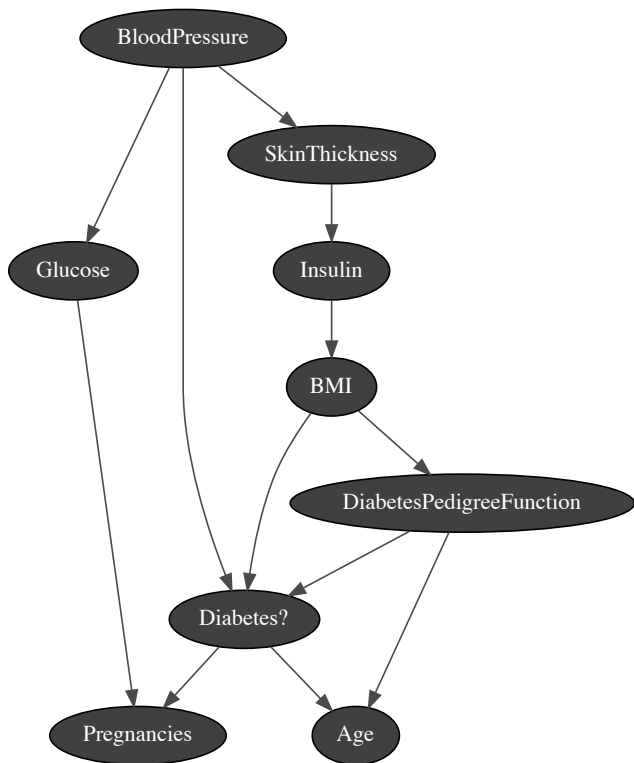 BloodPressure
SkinThickness
Glucose
Insulin
BMI
DiabetesPedigreeFunction
Diabetes?
Pregnancies
Age